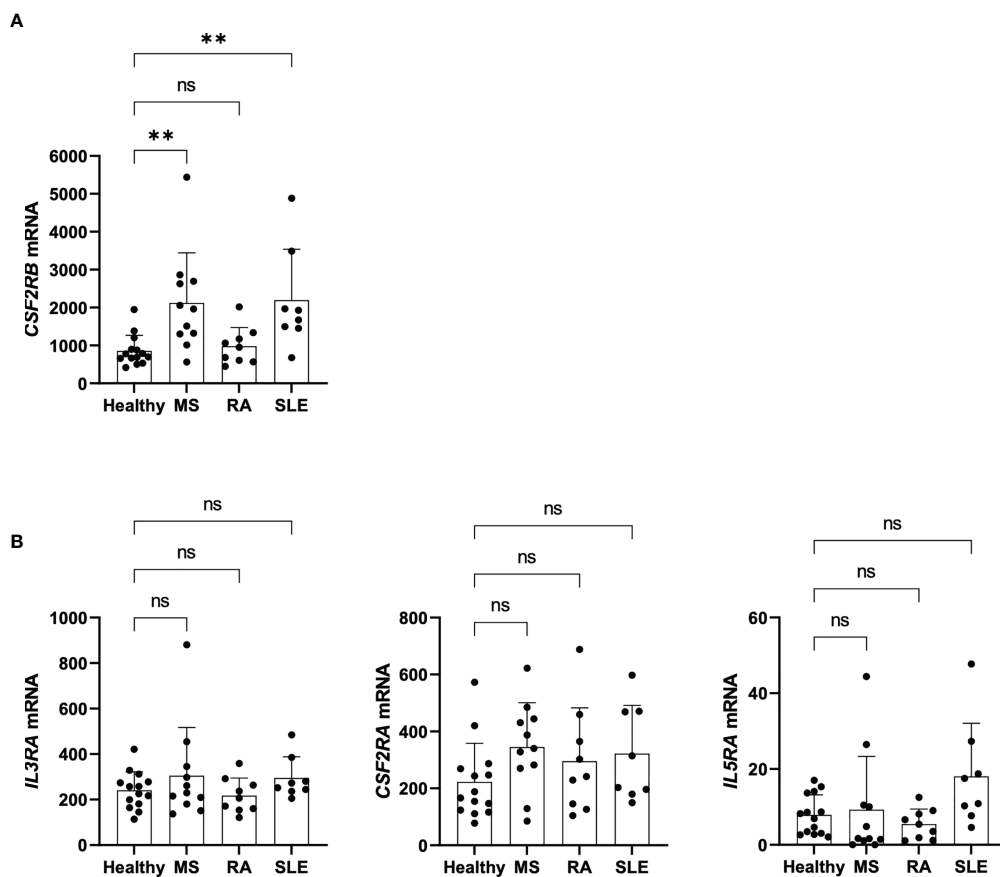 A
**
ns
**
6000
5000
4000
3000
2000
1000
0
CSF2RB mRNA
Healthy MS RA SLE
B
ns
ns
ns
1000
800
600
400
200
0
IL3RA mRNA
Healthy MS RA SLE
ns
ns
ns
800
600
400
200
0
CSF2RA mRNA
Healthy MS RA SLE
ns
ns
ns
60
40
20
0
IL5RA mRNA
Healthy MS RA SLE